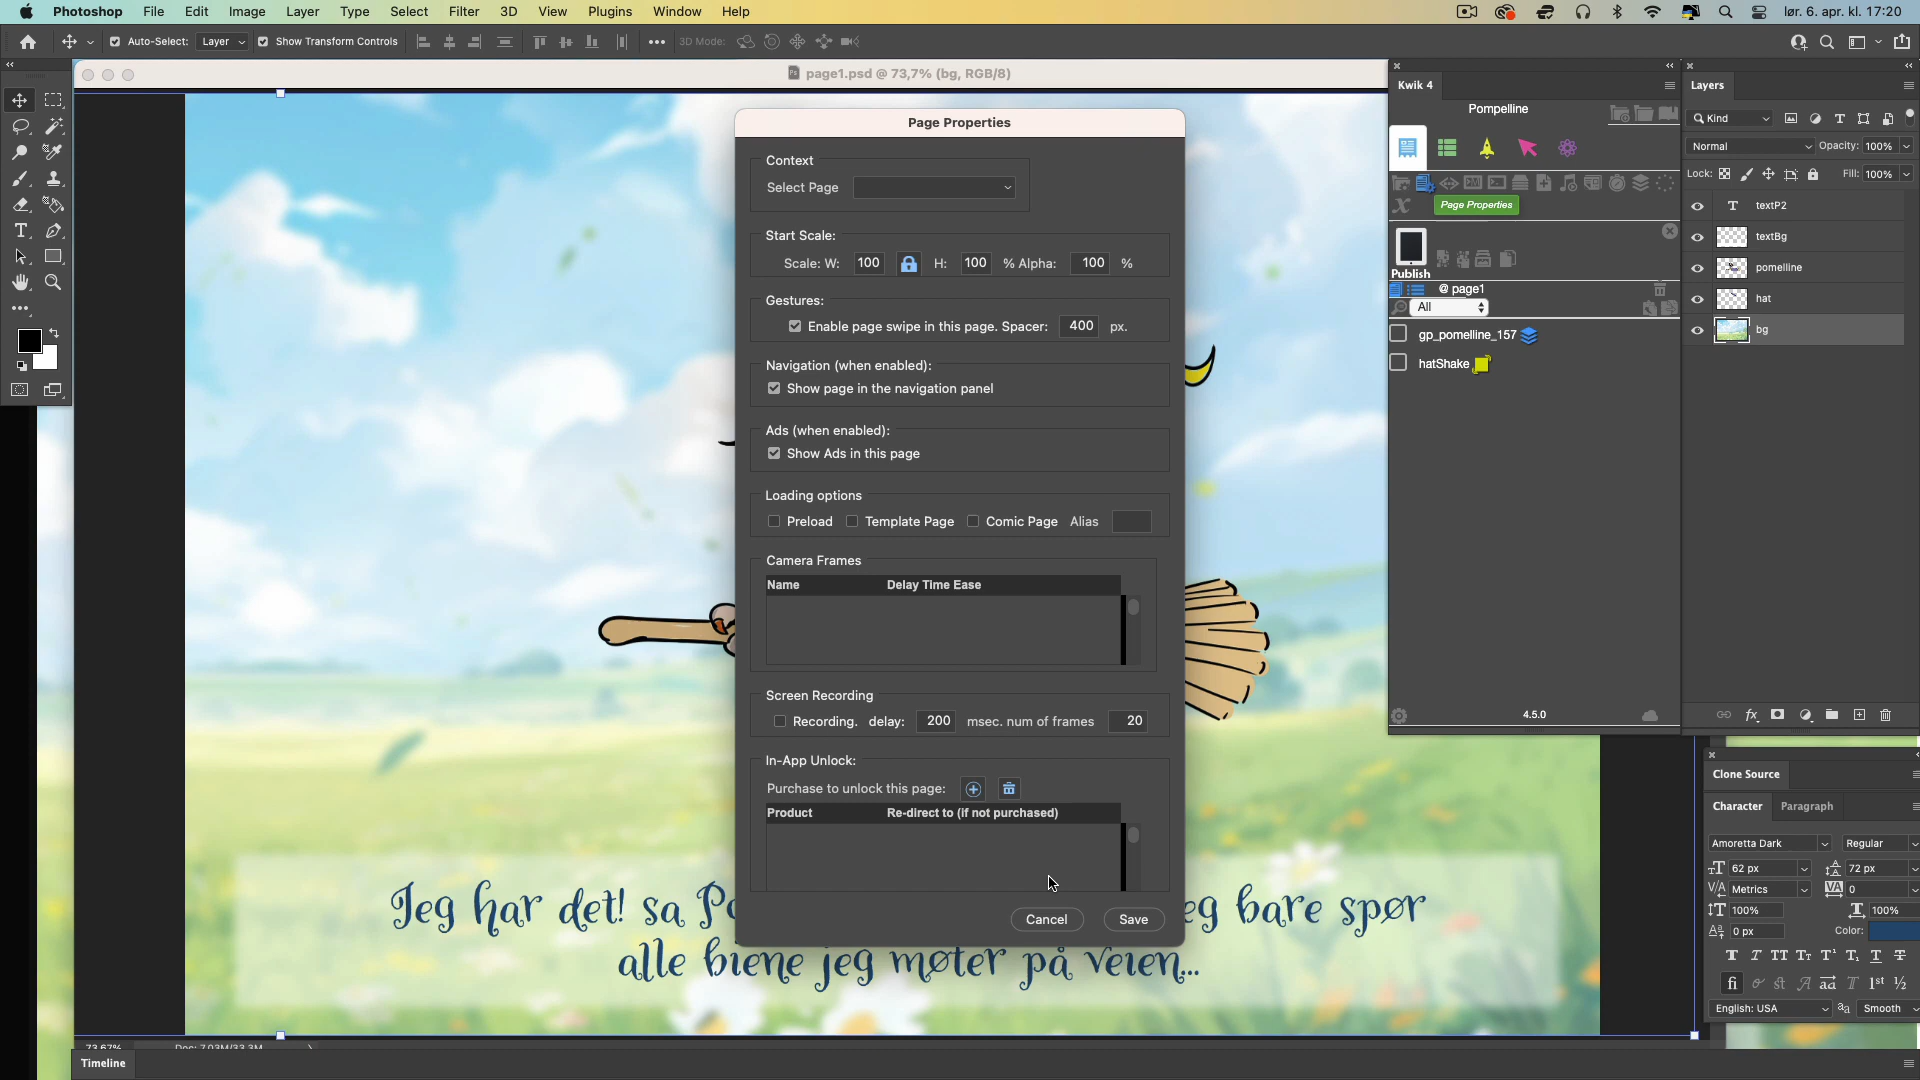 Photoshop File Edit Image Layer Type Select Filter 3D View Plugins Window Help
lør. 6. apr. kl. 17:20
Auto-Select: Layer Show Transform Controls 3D Mode:
page1.psd @ 73,7% (bg, RGB/8)
Page Properties
Context
Select Page
Start Scale:
Scale: W: 100 H: 100 % Alpha: 100 %
Gestures:
Enable page swipe in this page. Spacer: 400 px.
Navigation (when enabled):
Show page in the navigation panel
Ads (when enabled):
Show Ads in this page
Loading options
Preload Template Page Comic Page Alias
Camera Frames
Name Delay Time Ease
Screen Recording
Recording. delay: 200 msec. num of frames 20
In-App Unlock:
Purchase to unlock this page:
Product Re-direct to (if not purchased)
Cancel Save
Jeg har det! sa
eg bare spør
alle biene jeg møter på veien...
Timeline
Kwik 4
Pompelline
Page Properties
Publish
@ page1
All
gp_pomelline_157
hatShake
4.5.0
Layers
Kind
Normal Opacity: 100%
Lock: Fill: 100%
textP2
textBg
pomelline
hat
bg
Clone Source
Character Paragraph
Amoretta Dark Regular
62 px 72 px
Metrics 0
100% 100%
0 px Color:
English: USA Smooth